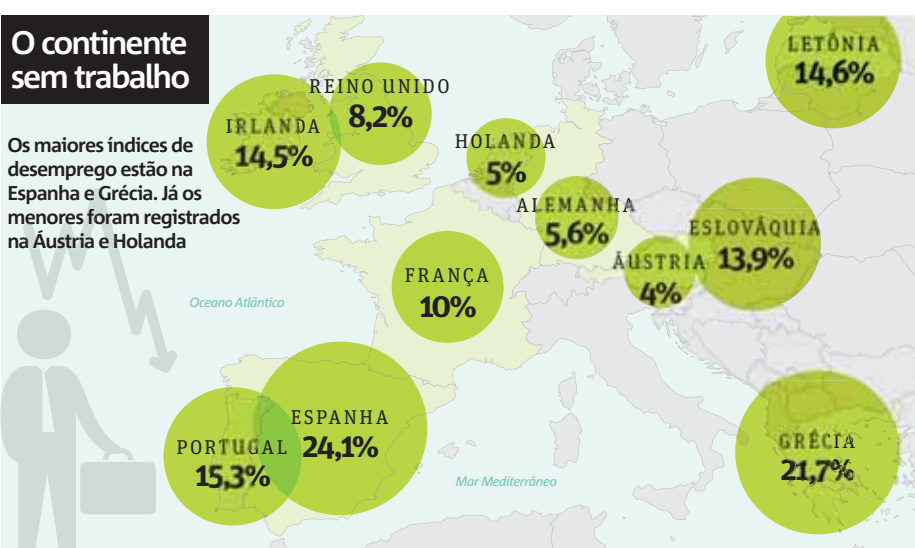 O continente
sem trabalho
Os maiores índices de
desemprego estão na
Espanha e Grécia. Já os
menores foram registrados
na Áustria e Holanda
LETÔNIA
14,6%
REINO UNIDO
8,2%
IRLANDA
14,5%
HOLANDA
5%
ALEMANHA
5,6%
ESLOVÁQUIA
13,9%
ÁUSTRIA
4%
FRANÇA
10%
Oceano Atlântico
ESPANHA
24,1%
PORTUGAL
15,3%
GRÉCIA
21,7%
Mar Mediterrâneo